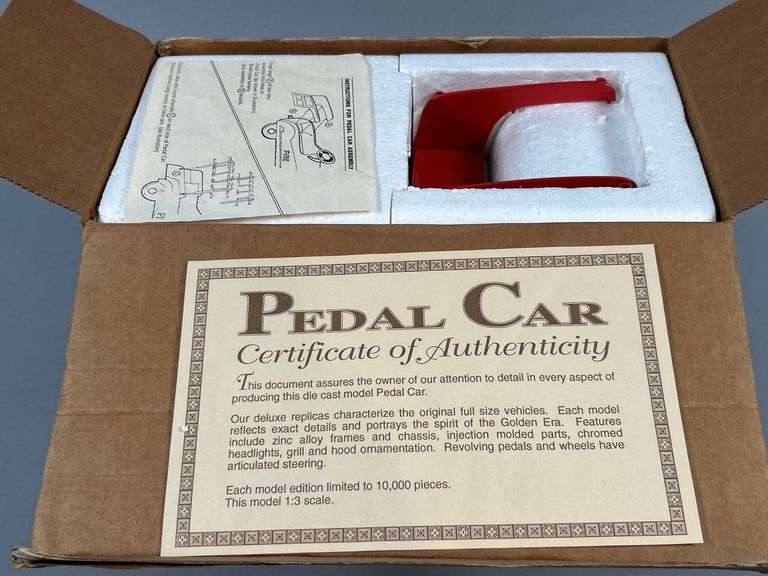 INSTRUCTIONS FOR PEDAL CAR ASSEMBLY
FIRE
PEDAL CAR
Certificate of Authenticity
This document assures the owner of our attention to detail in every aspect of
producing this die cast model Pedal Car.
Our deluxe replicas characterize the original full size vehicles. Each model
reflects exact details and portrays the spirit of the Golden Era. Features
include zinc alloy frames and chassis, injection molded parts, chromed
headlights, grill and hood ornamentation. Revolving pedals and wheels have
articulated steering.
Each model edition limited to 10,000 pieces.
This model 1:3 scale.